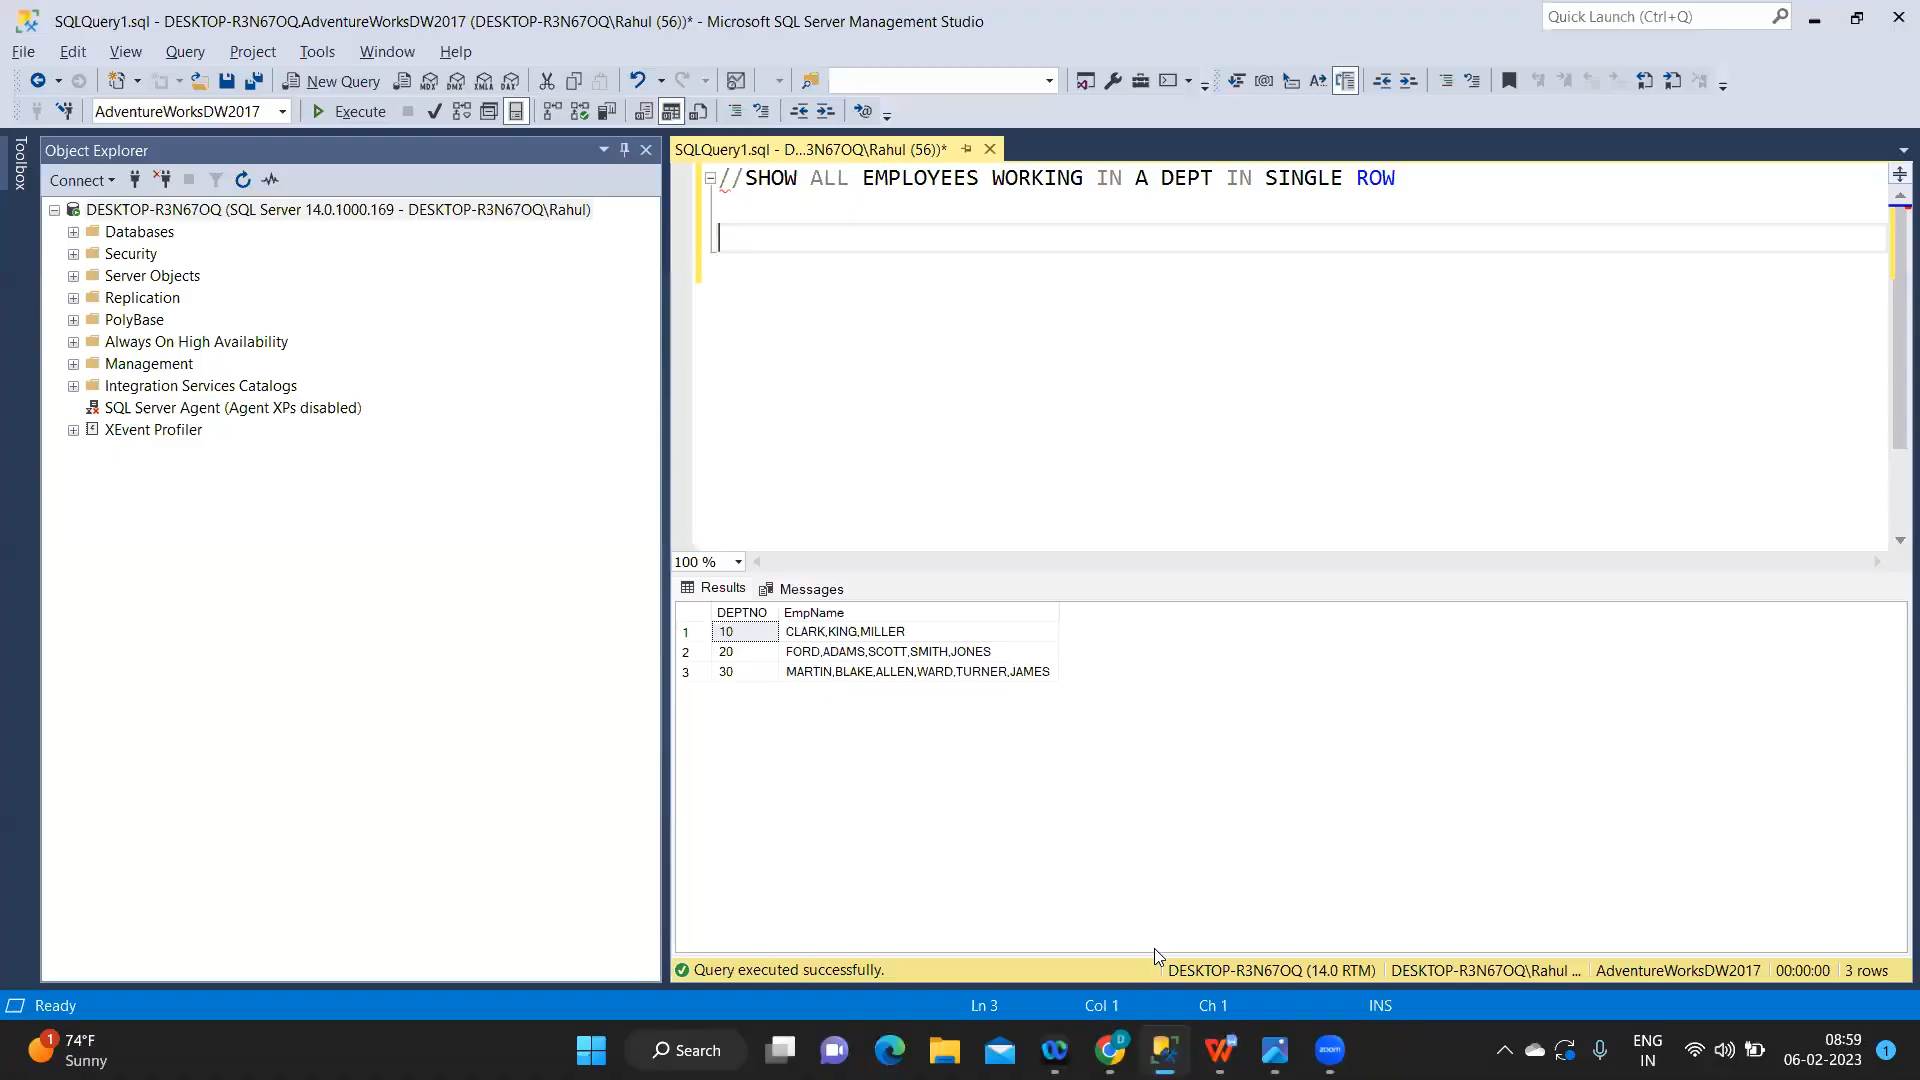 SQLQuery1.sql - DESKTOP-R3N67OQ.AdventureWorksDW2017 (DESKTOP-R3N67OQ\Rahul (56))* - Microsoft SQL Server Management Studio
Quick Launch (Ctrl+Q)
File Edit View Query Project Tools Window Help
New Query
AdventureWorksDW2017 Execute
Toolbox
Object Explorer
Connect
DESKTOP-R3N67OQ (SQL Server 14.0.1000.169 - DESKTOP-R3N67OQ\Rahul)
Databases
Security
Server Objects
Replication
PolyBase
Always On High Availability
Management
Integration Services Catalogs
SQL Server Agent (Agent XPs disabled)
XEvent Profiler
SQLQuery1.sql - D...3N67OQ\Rahul (56))*
//SHOW ALL EMPLOYEES WORKING IN A DEPT IN SINGLE ROW
100 %
Results Messages
DEPTNO EmpName
1 10 CLARK,KING,MILLER
2 20 FORD,ADAMS,SCOTT,SMITH,JONES
3 30 MARTIN,BLAKE,ALLEN,WARD,TURNER,JAMES
Query executed successfully. DESKTOP-R3N67OQ (14.0 RTM) DESKTOP-R3N67OQ\Rahul ... AdventureWorksDW2017 00:00:00 3 rows
Ready Ln 3 Col 1 Ch 1 INS
1 74°F
Sunny
Search
zoom
ENG
IN
08:59
06-02-2023
1